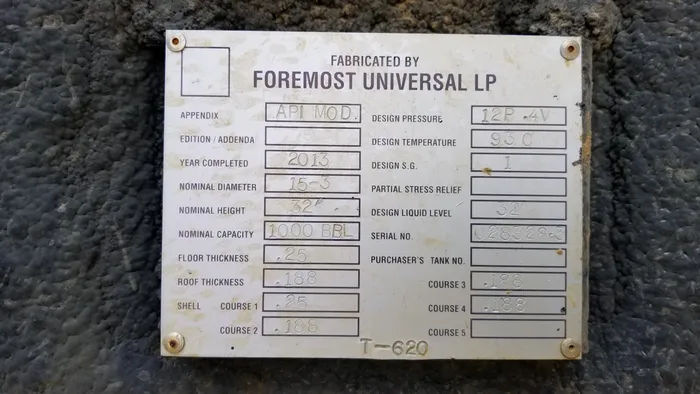 FABRICATED BY
FOREMOST UNIVERSAL LP
APPENDIX API MOD. DESIGN PRESSURE 12P .4V
EDITION / ADDENDA DESIGN TEMPERATURE 93C
YEAR COMPLETED 2013 DESIGN S.G. 1
NOMINAL DIAMETER 15-3 PARTIAL STRESS RELIEF
NOMINAL HEIGHT 32' DESIGN LIQUID LEVEL 32'
NOMINAL CAPACITY 1000 BBL SERIAL NO.
FLOOR THICKNESS .25 PURCHASER'S TANK NO.
ROOF THICKNESS .188 COURSE 3 .188
SHELL COURSE 1 .25 COURSE 4 .188
COURSE 2 .188 COURSE 5
T-620